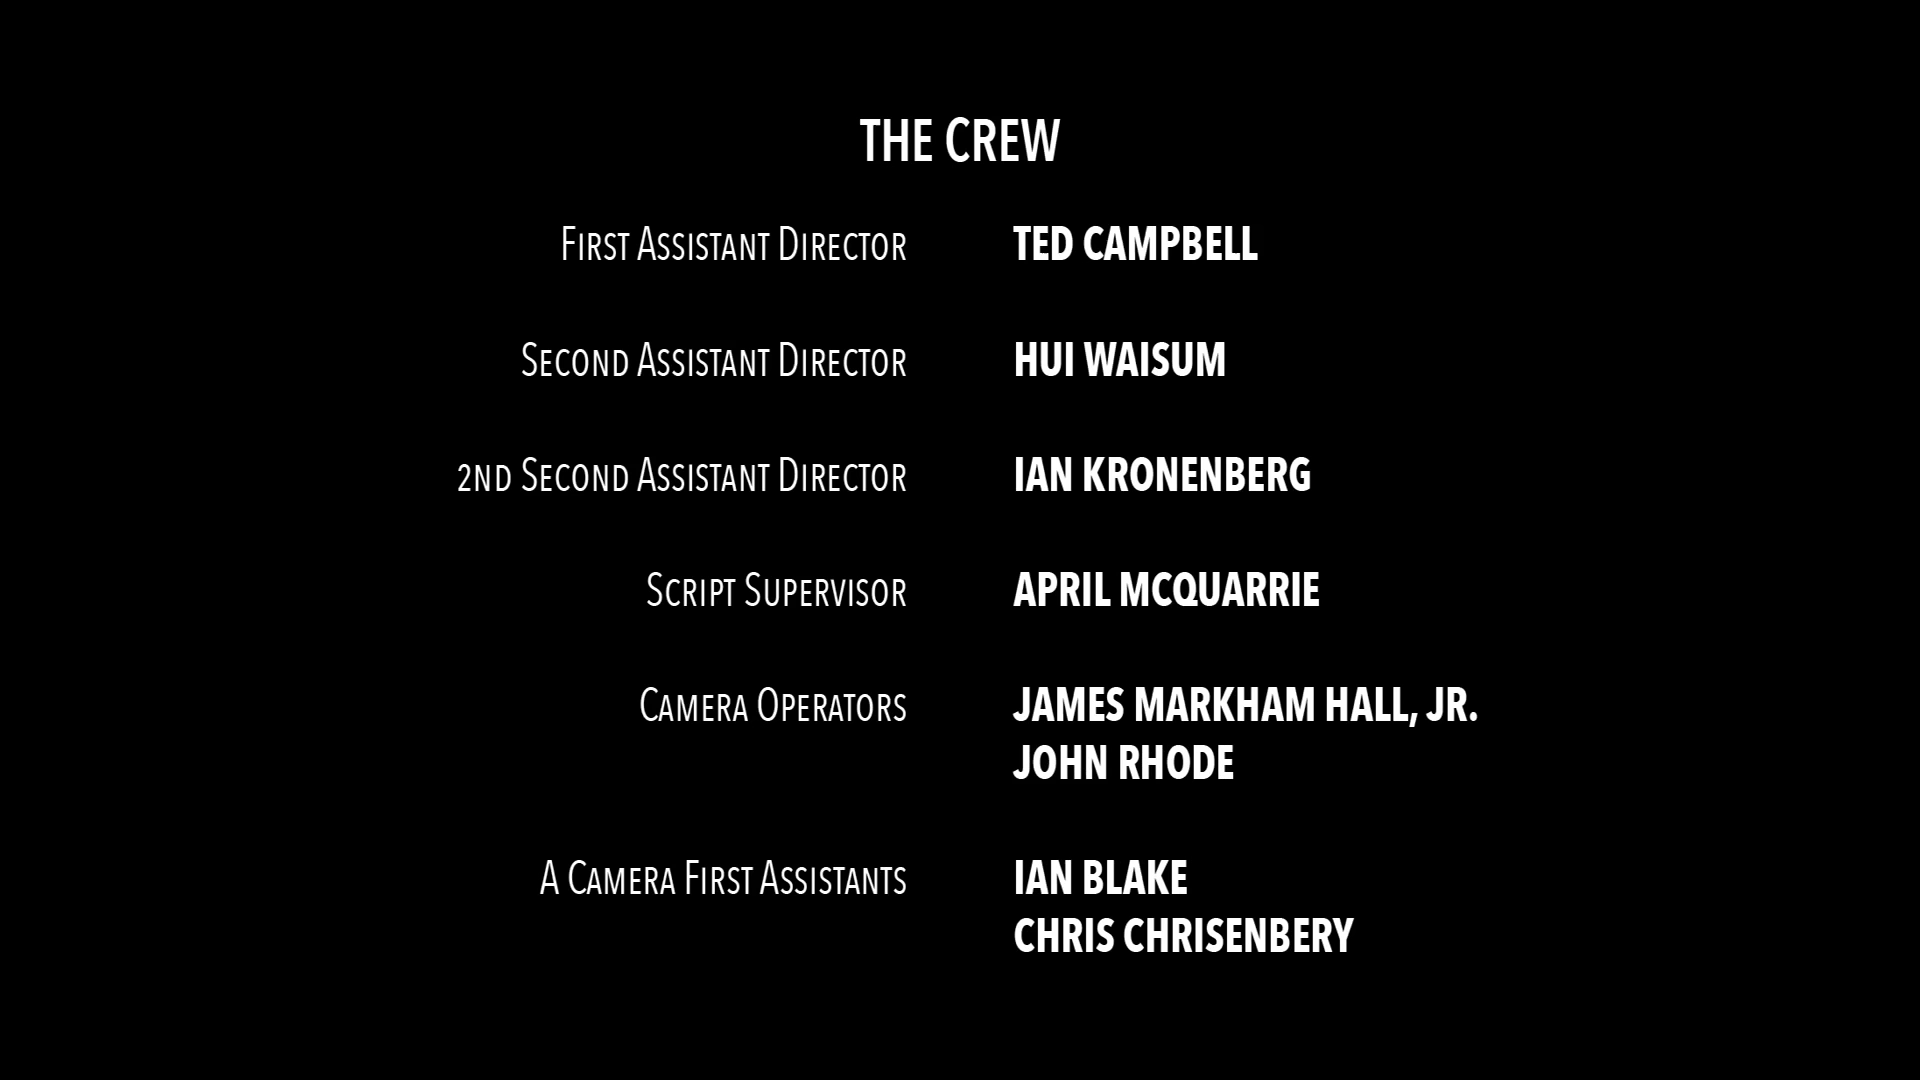 THE CREW
First Assistant Director TED CAMPBELL
Second Assistant Director HUI WAISUM
2nd Second Assistant Director IAN KRONENBERG
Script Supervisor APRIL MCQUARRIE
Camera Operators JAMES MARKHAM HALL, JR.
JOHN RHODE
A Camera First Assistants IAN BLAKE
CHRIS CHRISENBERY